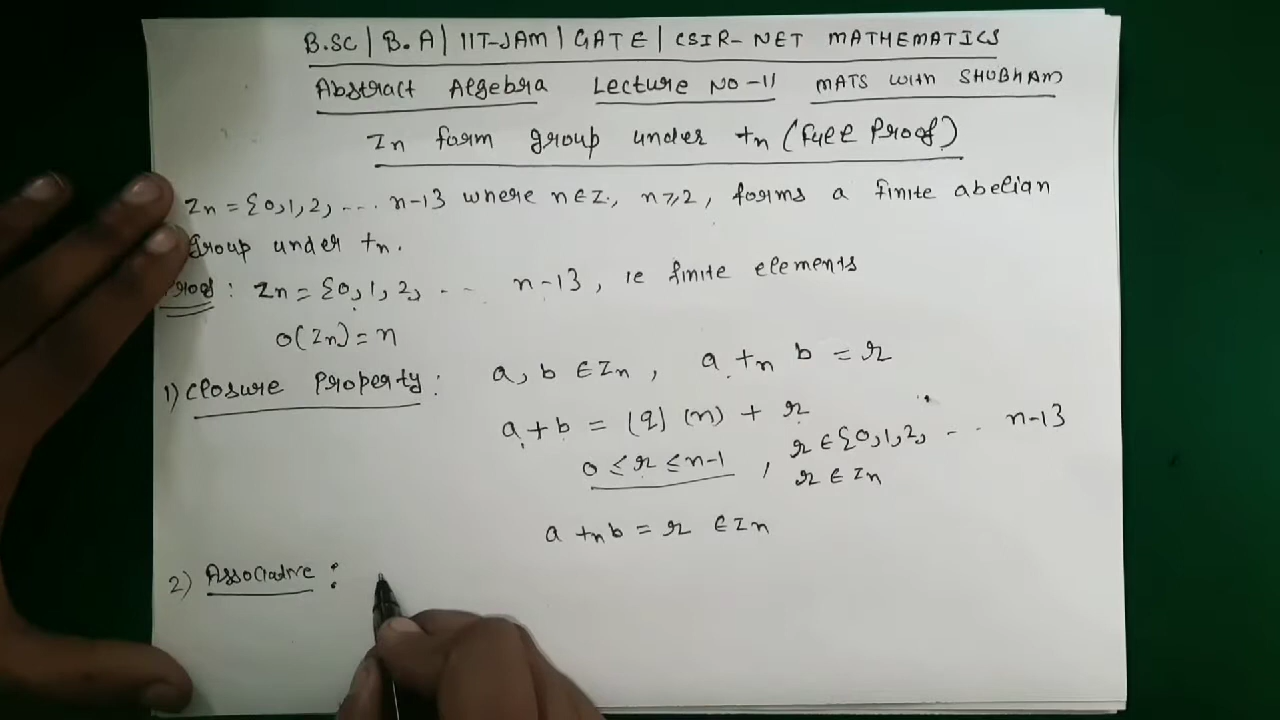 B.SC | B.A | IIT-JAM | GATE | CSIR-NET MATHEMATICS
Abstract Algebra Lecture NO-11 MATS with SHUBHAM
Zn form group under +n (Full Proof)
Zn = {0,1,2, ... n-1} where n∈Z, n≥2, forms a finite abelian
group under +n.
Proof: Zn = {0,1,2, ... n-1}, ie finite elements
O(Zn) = n
1) Closure Property: a, b ∈ Zn, a +n b = r
a + b = (q) (n) + r
0 ≤ r ≤ n-1, r ∈ {0,1,2, ... n-1}
r ∈ Zn
a +n b = r ∈ Zn
2) Associative :